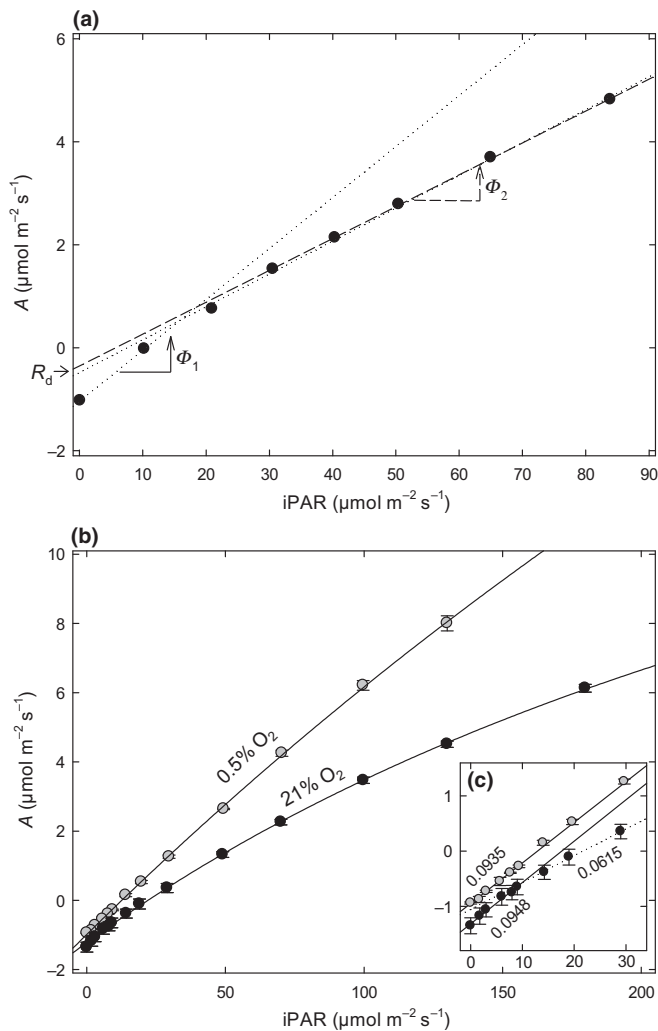 (a)
6
4
2
0
−2
A (µmol m⁻² s⁻¹)
Rd
Φ1
Φ2
0 10 20 30 40 50 60 70 80 90
iPAR (µmol m⁻² s⁻¹)
(b)
10
8
6
4
2
0
−2
A (µmol m⁻² s⁻¹)
0.5% O₂
21% O₂
0 50 100 150 200
iPAR (µmol m⁻² s⁻¹)
(c)
1
0
−1
0.0935
0.0615
0.0948
0 10 20 30